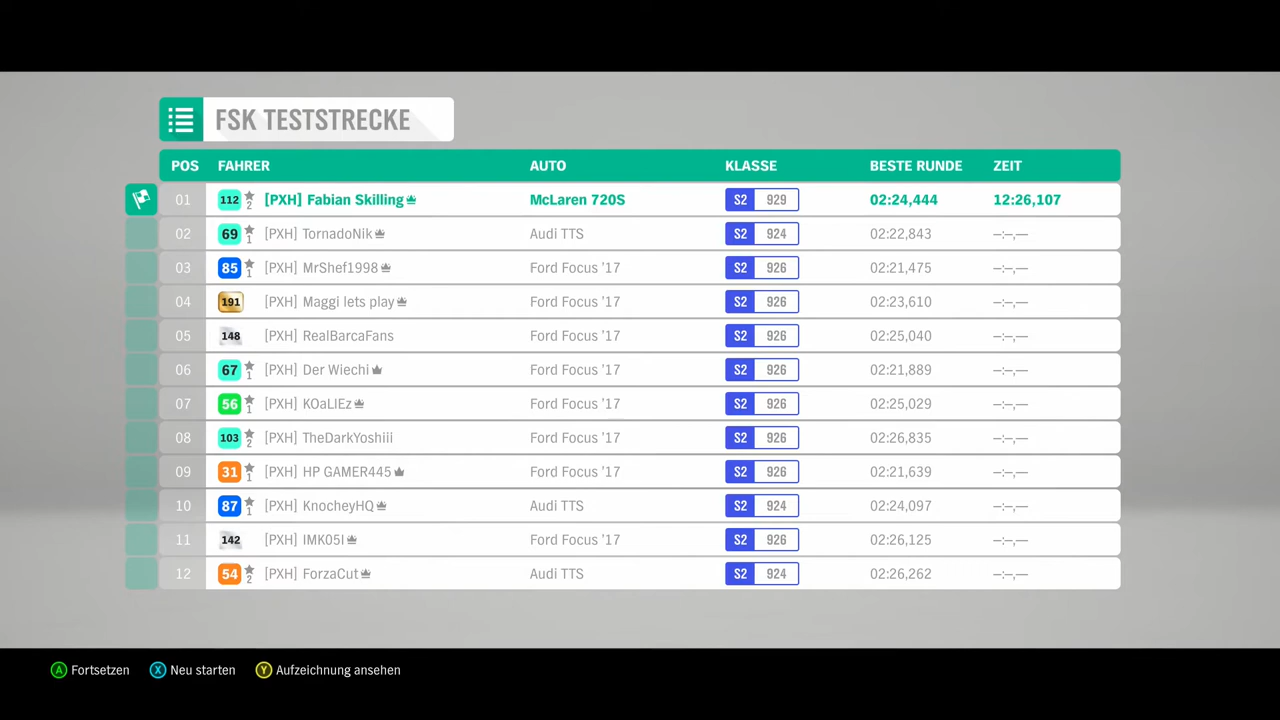 FSK TESTSTRECKE
POS FAHRER AUTO KLASSE BESTE RUNDE ZEIT
01 112 2 [PXH] Fabian Skilling McLaren 720S S2 929 02:24,444 12:26,107
02 69 1 [PXH] TornadoNik Audi TTS S2 924 02:22,843 –:–,–
03 85 1 [PXH] MrShef1998 Ford Focus '17 S2 926 02:21,475 –:–,–
04 191 [PXH] Maggi lets play Ford Focus '17 S2 926 02:23,610 –:–,–
05 148 [PXH] RealBarcaFans Ford Focus '17 S2 926 02:25,040 –:–,–
06 67 1 [PXH] Der Wiechi Ford Focus '17 S2 926 02:21,889 –:–,–
07 56 1 [PXH] KOaLIEz Ford Focus '17 S2 926 02:25,029 –:–,–
08 103 2 [PXH] TheDarkYoshiii Ford Focus '17 S2 926 02:26,835 –:–,–
09 31 1 [PXH] HP GAMER445 Ford Focus '17 S2 926 02:21,639 –:–,–
10 87 1 [PXH] KnocheyHQ Audi TTS S2 924 02:24,097 –:–,–
11 142 [PXH] IMK05I Ford Focus '17 S2 926 02:26,125 –:–,–
12 54 2 [PXH] ForzaCut Audi TTS S2 924 02:26,262 –:–,–
A Fortsetzen X Neu starten Y Aufzeichnung ansehen